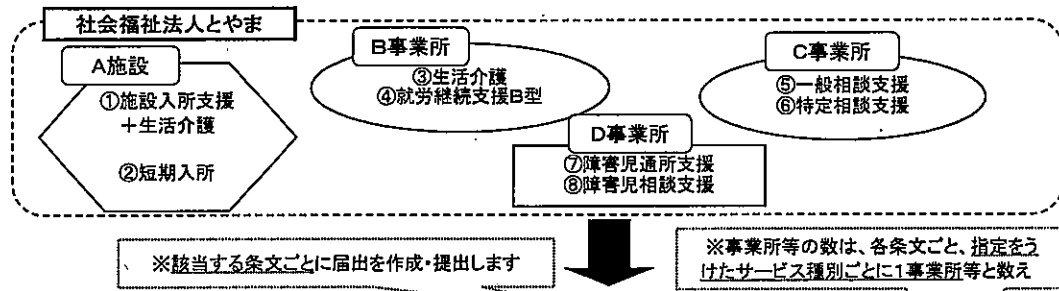 社会福祉法人とやま
A施設
①施設入所支援
＋生活介護
②短期入所
B事業所
③生活介護
④就労継続支援B型
C事業所
⑤一般相談支援
⑥特定相談支援
D事業所
⑦障害児通所支援
⑧障害児相談支援
※該当する条文ごとに届出を作成・提出します
※事業所等の数は、各条文ごと、指定をう
けたサービス種別ごとに1事業所等と数え